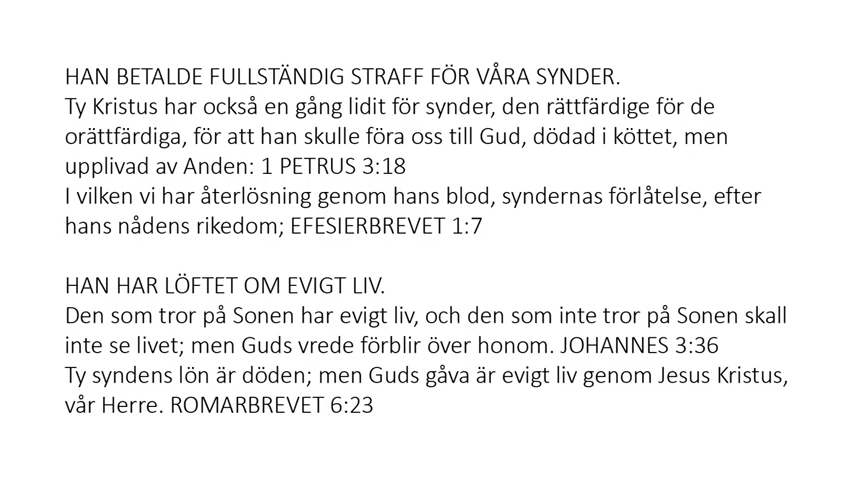 HAN BETALDE FULLSTÄNDIG STRAFF FÖR VÅRA SYNDER.
Ty Kristus har också en gång lidit för synder, den rättfärdige för de
orättfärdiga, för att han skulle föra oss till Gud, dödad i köttet, men
upplivad av Anden: 1 PETRUS 3:18
I vilken vi har återlösning genom hans blod, syndernas förlåtelse, efter
hans nådens rikedom; EFESIERBREVET 1:7
HAN HAR LÖFTET OM EVIGT LIV.
Den som tror på Sonen har evigt liv, och den som inte tror på Sonen skall
inte se livet; men Guds vrede förblir över honom. JOHANNES 3:36
Ty syndens lön är döden; men Guds gåva är evigt liv genom Jesus Kristus,
vår Herre. ROMARBREVET 6:23